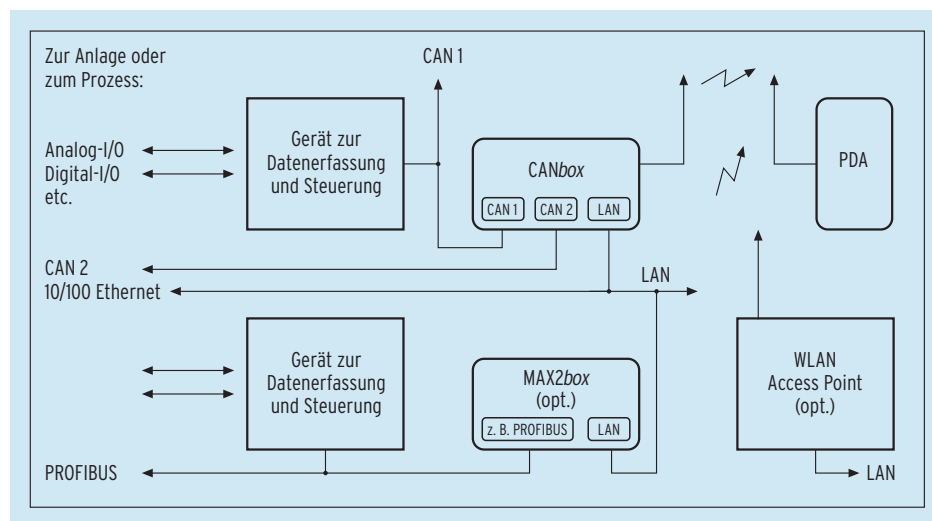 Zur Anlage oder
zum Prozess:
CAN 1
Analog-I/O
Digital-I/O
etc.
Gerät zur
Datenerfassung
und Steuerung
CANbox
CAN 1
CAN 2
LAN
PDA
CAN 2
10/100 Ethernet
LAN
Gerät zur
Datenerfassung
und Steuerung
MAX2box
(opt.)
z. B. PROFIBUS
LAN
WLAN
Access Point
(opt.)
PROFIBUS
LAN